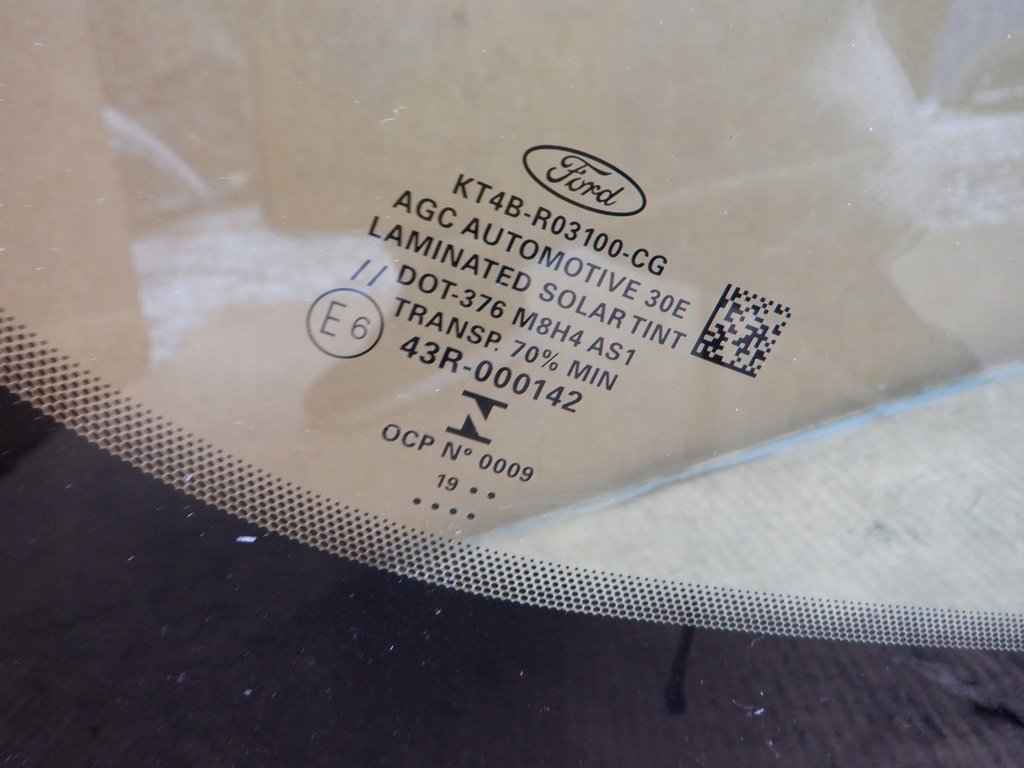 Ford
KT4B-R03100-CG
AGC AUTOMOTIVE 30E
LAMINATED SOLAR TINT
// DOT-376 M8H4 AS1
TRANSP. 70% MIN
E6
43R-000142
OCP N° 0009
19 ..
....